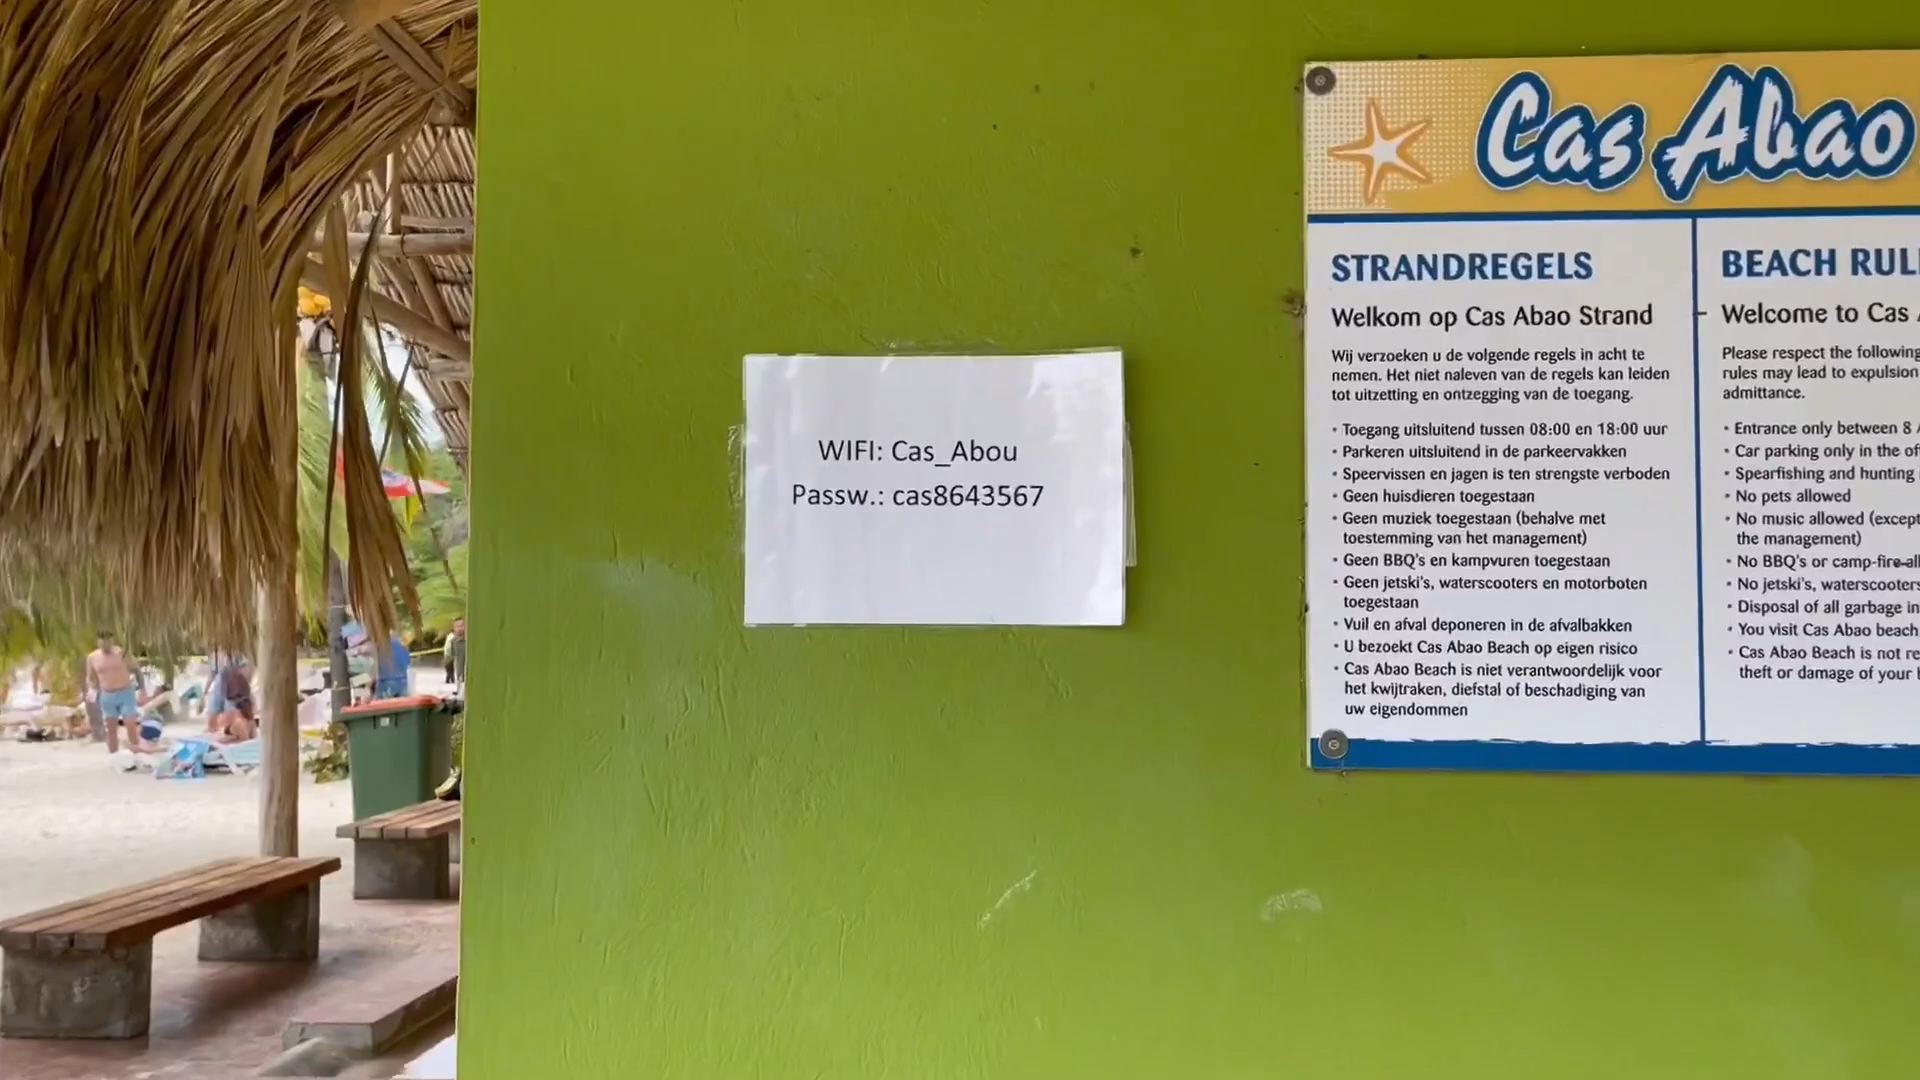 WIFI: Cas_Abou
Passw.: cas8643567
Cas Abao
STRANDREGELS
Welkom op Cas Abao Strand
Wij verzoeken u de volgende regels in acht te
nemen. Het niet naleven van de regels kan leiden
tot uitzetting en ontzegging van de toegang.
• Toegang uitsluitend tussen 08:00 en 18:00 uur
• Parkeren uitsluitend in de parkeervakken
• Speervissen en jagen is ten strengste verboden
• Geen huisdieren toegestaan
• Geen muziek toegestaan (behalve met
toestemming van het management)
• Geen BBQ's en kampvuren toegestaan
• Geen jetski's, waterscooters en motorboten
toegestaan
• Vuil en afval deponeren in de afvalbakken
• U bezoekt Cas Abao Beach op eigen risico
• Cas Abao Beach is niet verantwoordelijk voor
het kwijtraken, diefstal of beschadiging van
uw eigendommen
BEACH
Welcome to Cas
Please respect the following
rules may lead to expulsion
admittance.
• Entrance only between 8
• Car parking only in the
• Spearfishing and hunting
• No pets allowed
• No music allowed (except
the management)
• No BBQ's or camp-fire
• No jetski's, waterscooters
• Disposal of all garbage in
• You visit Cas Abao beach
• Cas Abao Beach is not
theft or damage of your